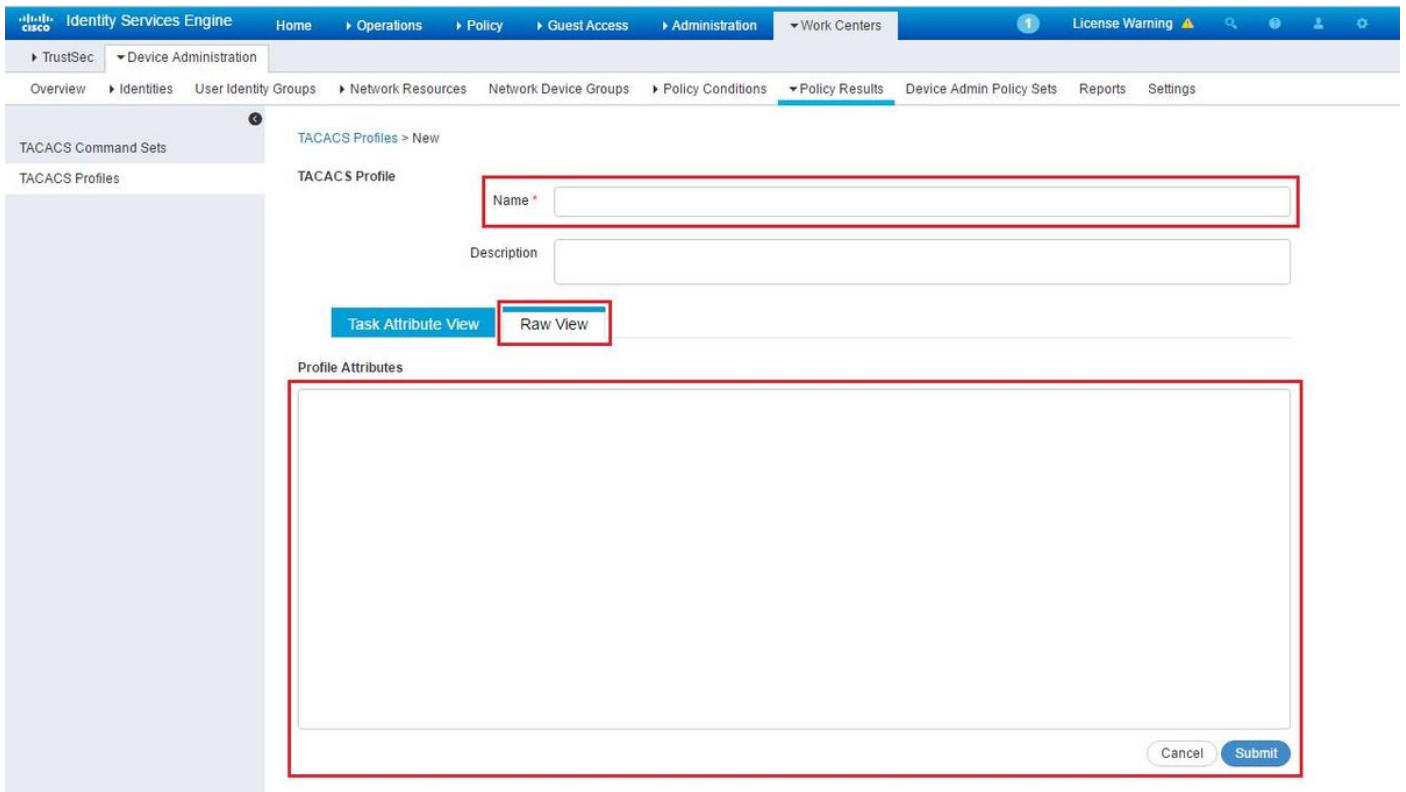 cisco Identity Services Engine Home Operations Policy Guest Access Administration Work Centers 1 License Warning
TrustSec Device Administration
Overview Identities User Identity Groups Network Resources Network Device Groups Policy Conditions Policy Results Device Admin Policy Sets Reports Settings
TACACS Command Sets
TACACS Profiles
TACACS Profiles > New
TACACS Profile
Name *
Description
Task Attribute View Raw View
Profile Attributes
Cancel Submit